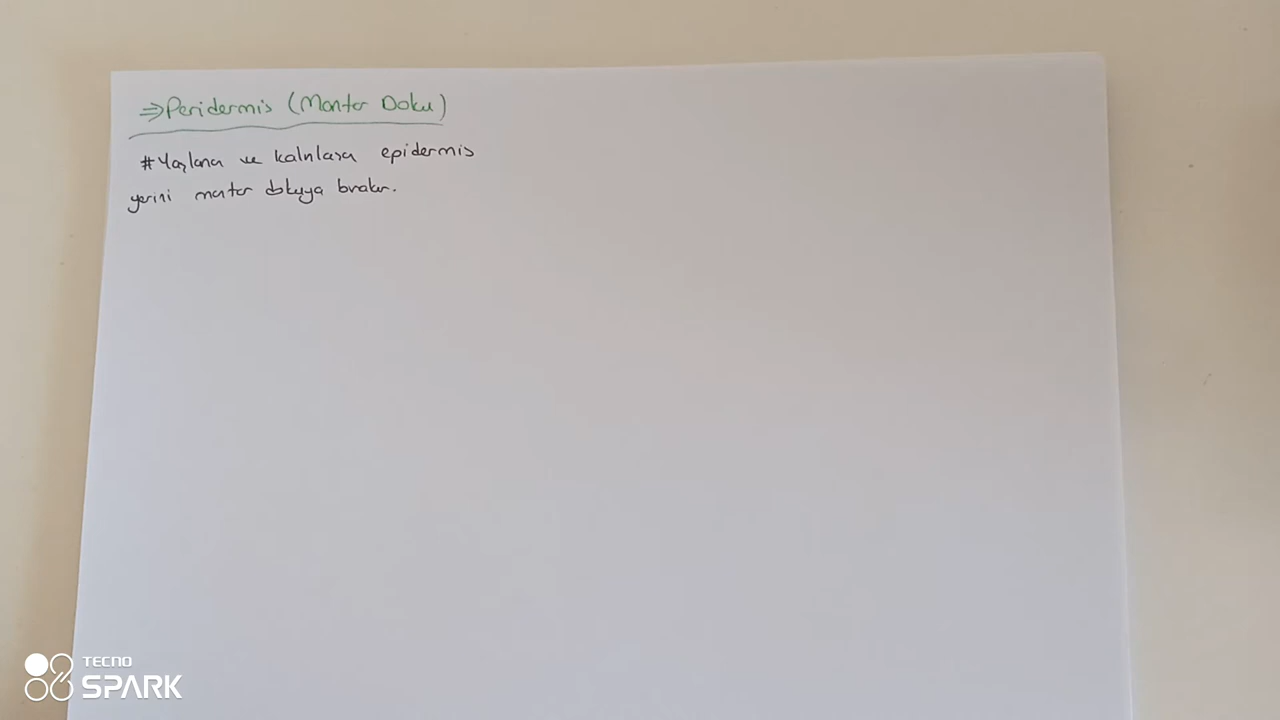 ⇒Peridermis (Mantar Doku)
#Yaşlanan ve kalınlaşan epidermis
yerini mantar dokuya bırakır.
TECNO
SPARK